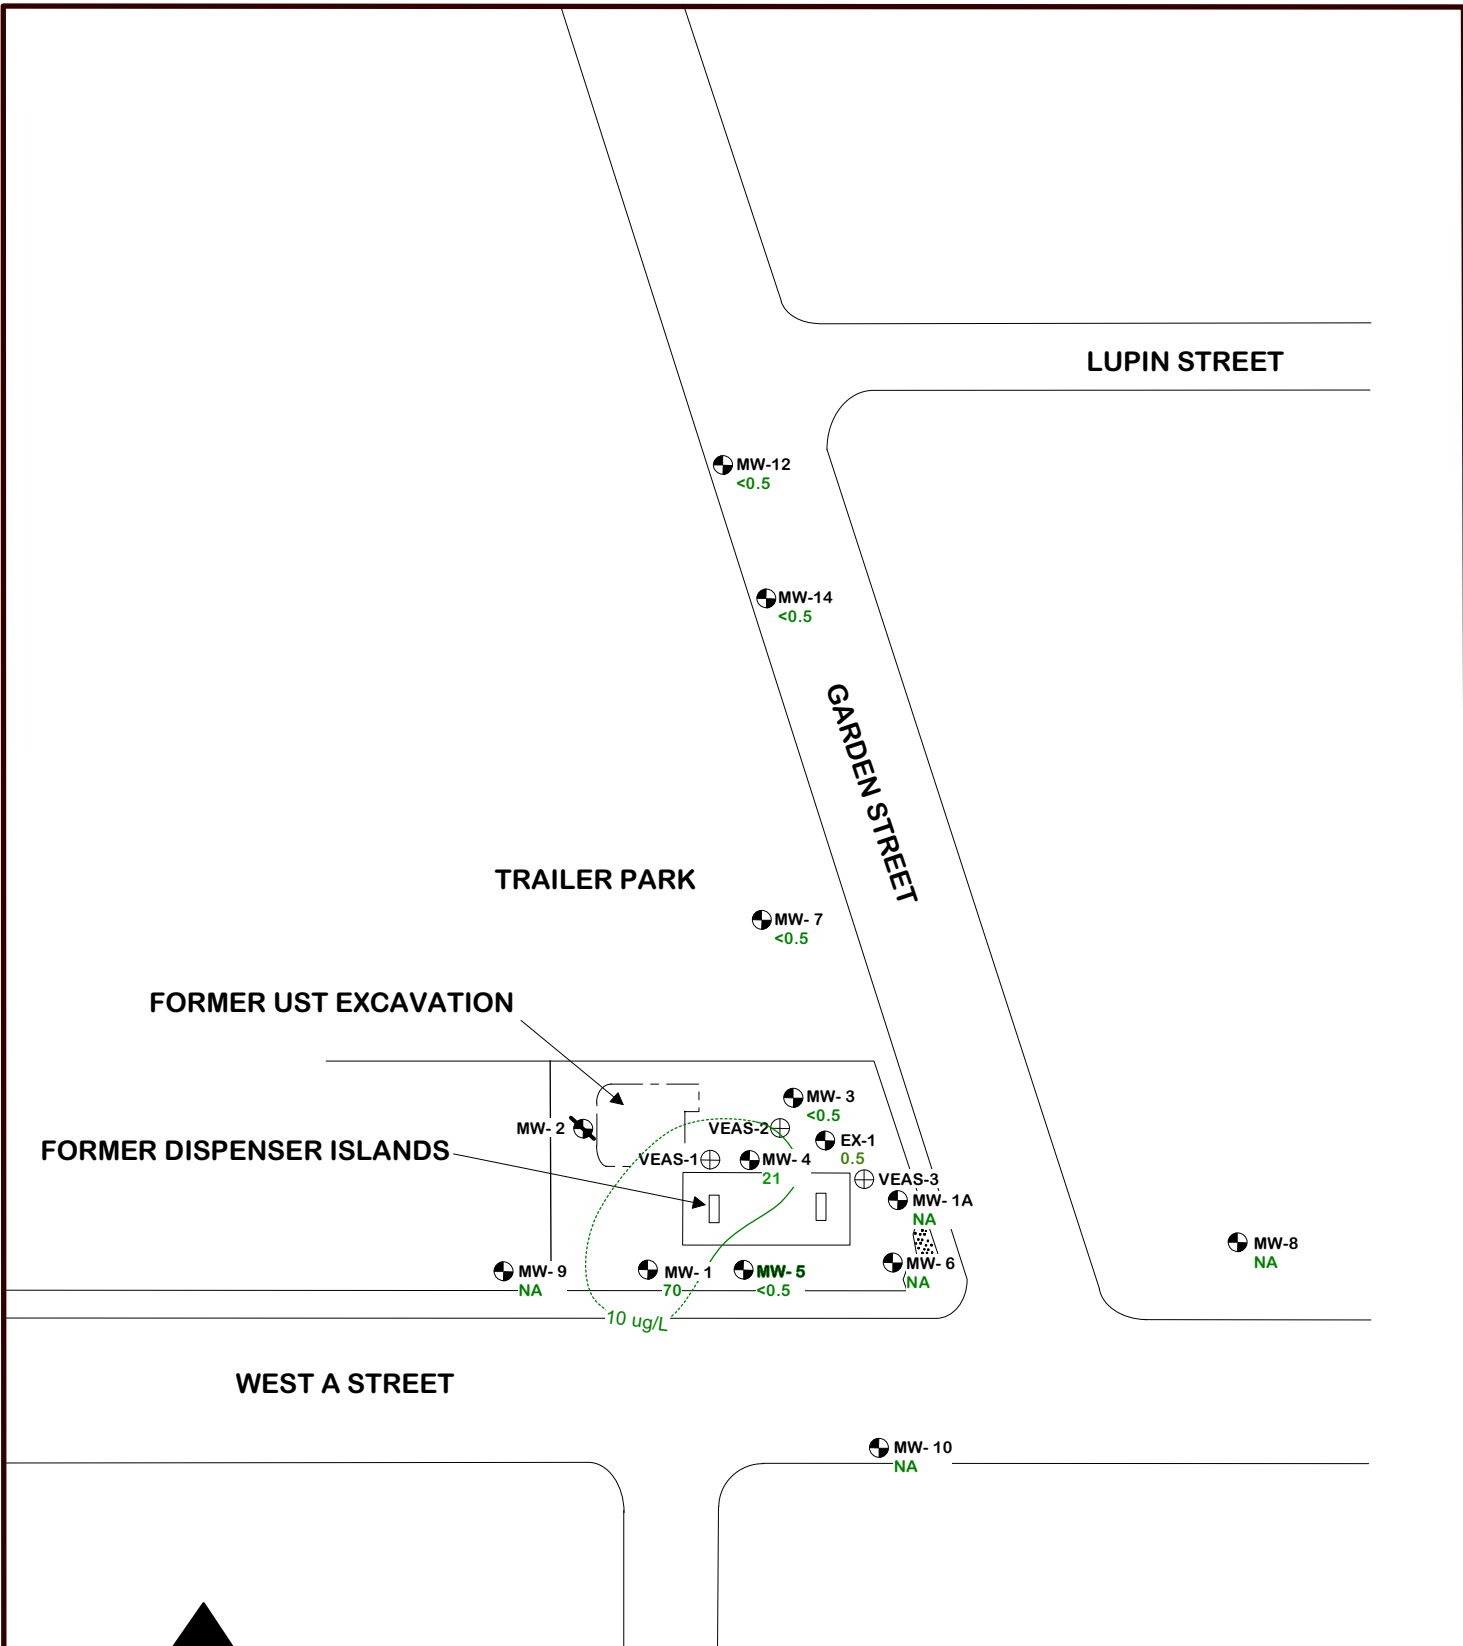 LUPIN STREET
MW-12
<0.5
MW-14
<0.5
GARDEN STREET
TRAILER PARK
MW- 7
<0.5
FORMER UST EXCAVATION
MW- 3
<0.5
MW- 2
VEAS-2
EX-1
0.5
FORMER DISPENSER ISLANDS
VEAS-1
MW- 4
21
VEAS-3
MW- 1A
NA
MW-8
NA
MW- 9
NA
MW- 1
70
MW- 5
<0.5
MW- 6
NA
10 ug/L
WEST A STREET
MW- 10
NA